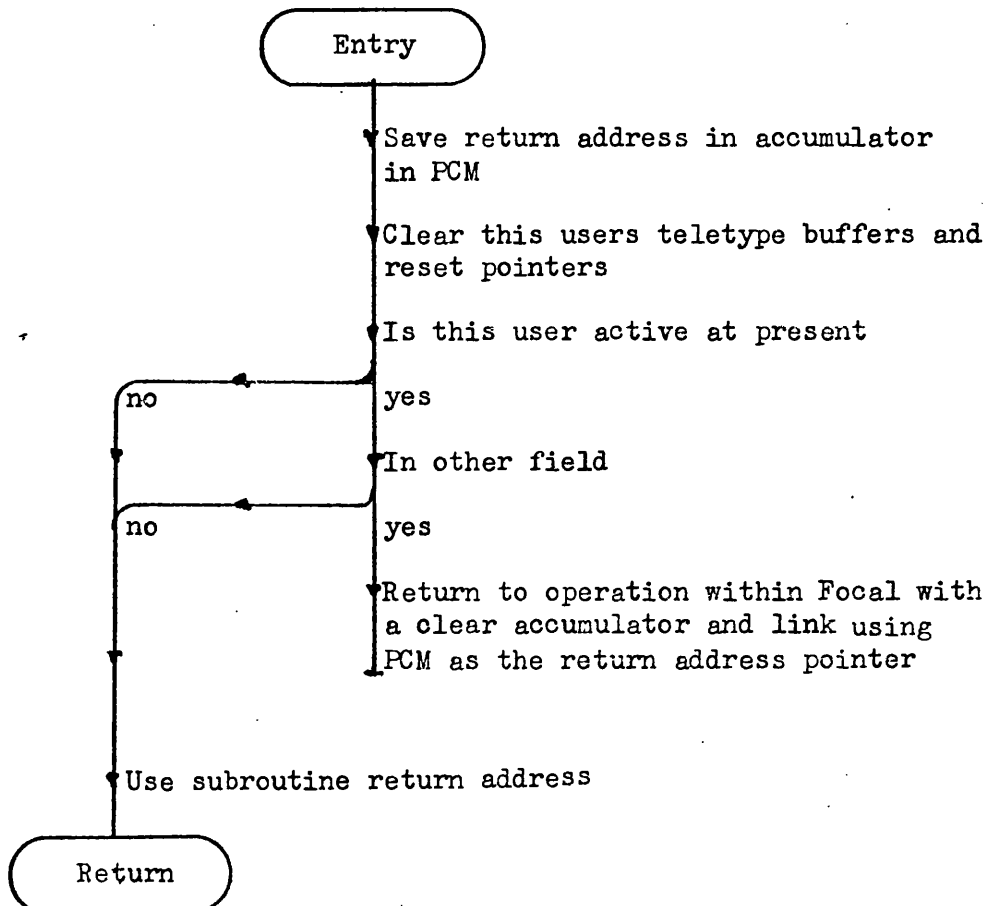 Entry
Save return address in accumulator
in PCM
Clear this users teletype buffers and
reset pointers
Is this user active at present
no
yes
In other field
no
yes
Return to operation within Focal with
a clear accumulator and link using
PCM as the return address pointer
Use subroutine return address
Return